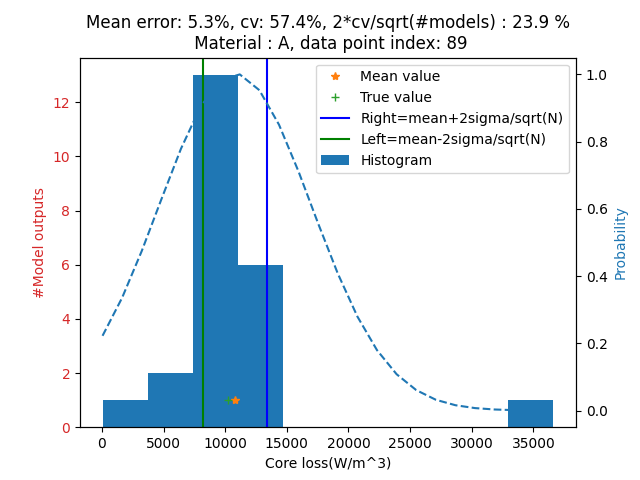 Mean error: 5.3%, cv: 57.4%, 2*cv/sqrt(#models) : 23.9 %
Material : A, data point index: 89
Mean value
True value
Right=mean+2sigma/sqrt(N)
Left=mean-2sigma/sqrt(N)
Histogram
#Model outputs
12
10
8
6
4
2
0
1.0
0.8
0.6
0.4
0.2
0.0
Probability
0 5000 10000 15000 20000 25000 30000 35000
Core loss(W/m^3)